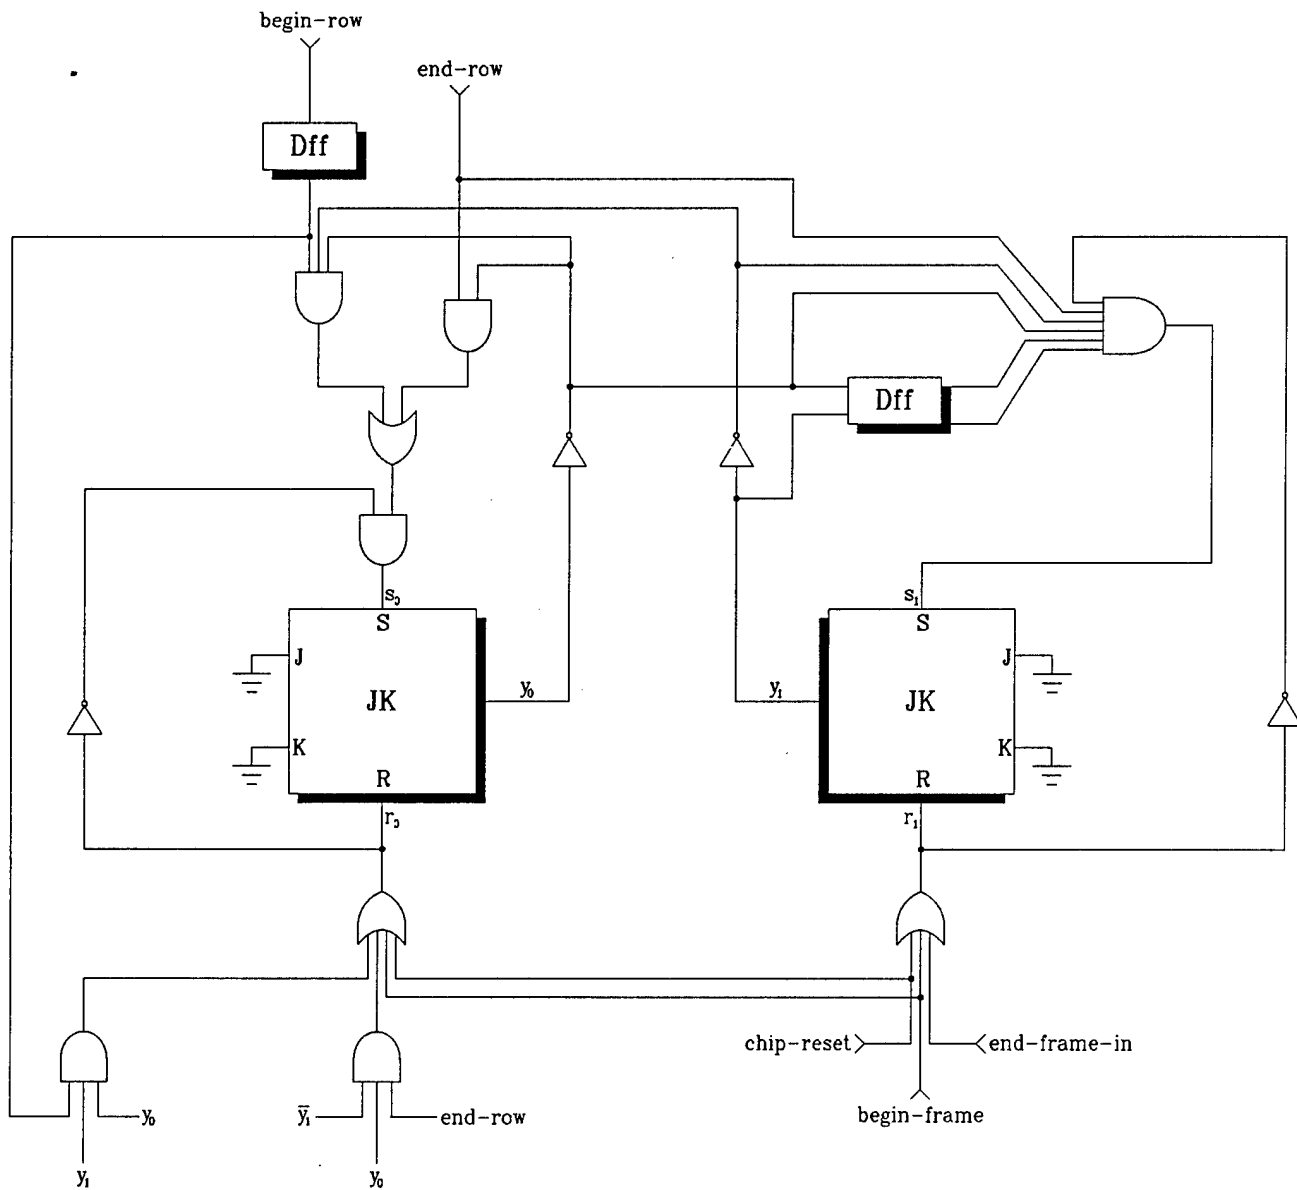 begin-row
end-row
Dff
Dff
s₀
s₁
S
S
J
J
JK
y₀
y₁
JK
K
K
R
R
r₀
r₁
chip-reset
end-frame-in
y₀
ȳ₁
end-row
begin-frame
y₁
y₀